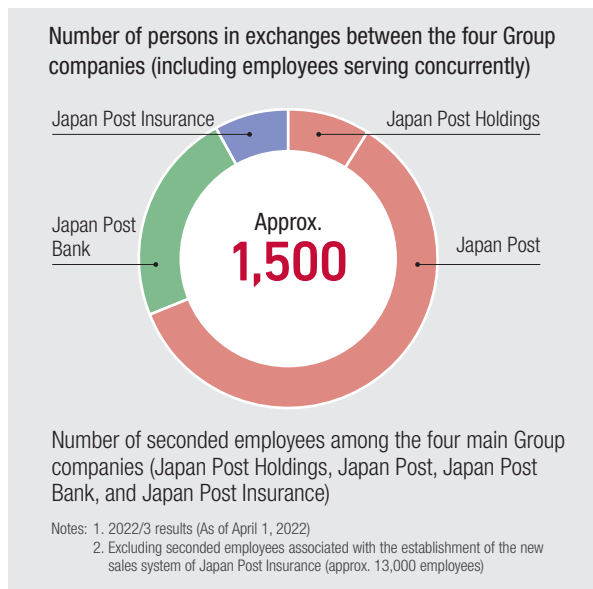 Number of persons in exchanges between the four Group
companies (including employees serving concurrently)
Japan Post Insurance
Japan Post Holdings
Japan Post
Bank
Approx.
1,500
Japan Post
Number of seconded employees among the four main Group
companies (Japan Post Holdings, Japan Post, Japan Post
Bank, and Japan Post Insurance)
Notes: 1. 2022/3 results (As of April 1, 2022)
2. Excluding seconded employees associated with the establishment of the new
sales system of Japan Post Insurance (approx. 13,000 employees)